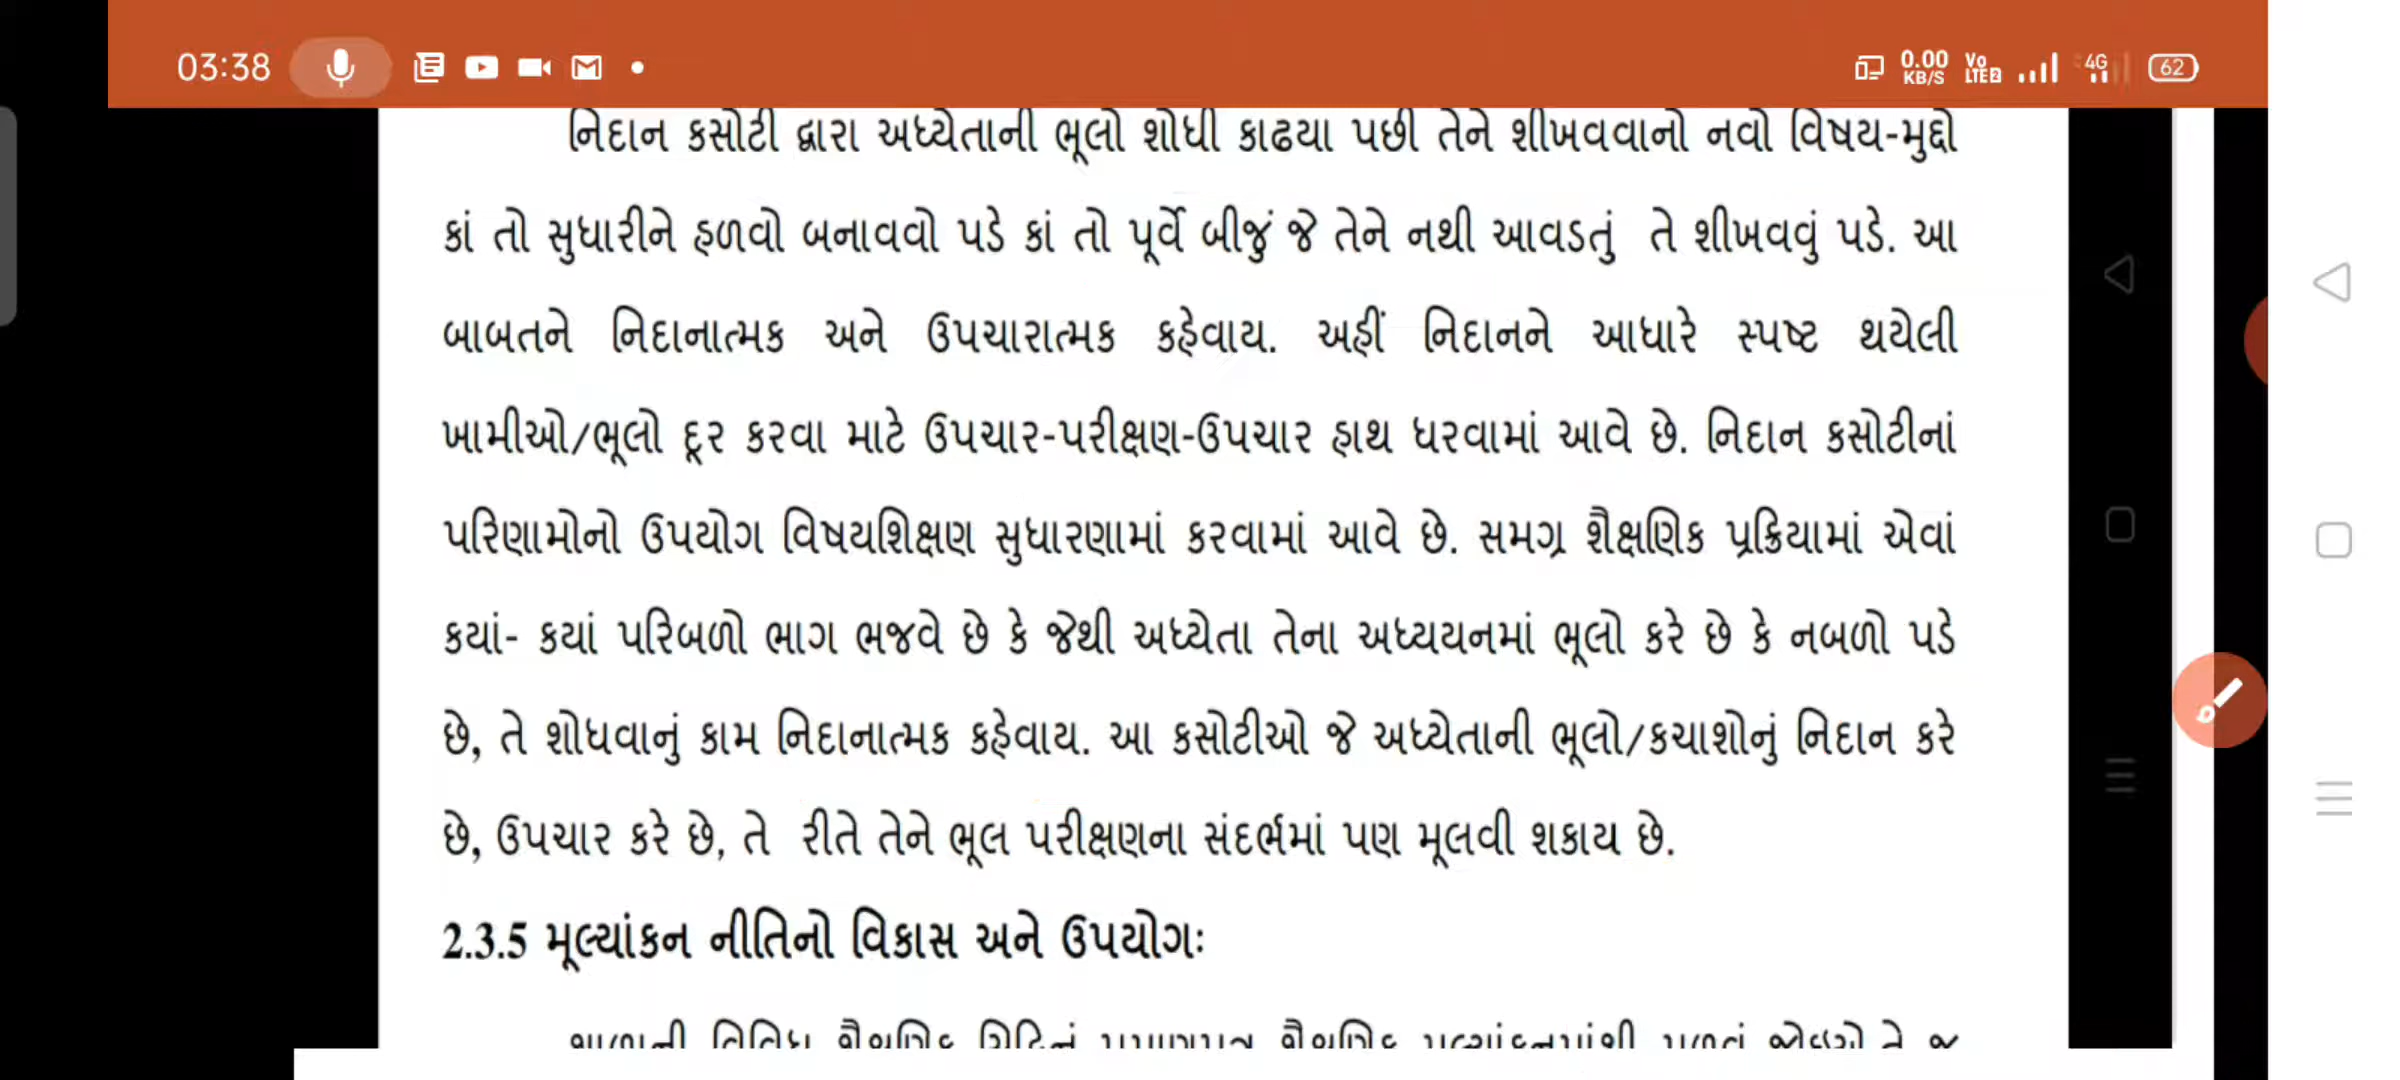 03:38
0.00 KB/S Vo LTE2 4G 62
નિદાન કસોટી દ્વારા અધ્યેતાની ભૂલો શોધી કાઢયા પછી તેને શીખવવાનો નવો વિષય-મુદ્દો
કાં તો સુધારીને હળવો બનાવવો પડે કાં તો પૂર્વે બીજું જે તેને નથી આવડતું તે શીખવવું પડે. આ
બાબતને નિદાનાત્મક અને ઉપચારાત્મક કહેવાય. અહીં નિદાનને આધારે સ્પષ્ટ થયેલી
ખામીઓ/ભૂલો દૂર કરવા માટે ઉપચાર-પરીક્ષણ-ઉપચાર હાથ ધરવામાં આવે છે. નિદાન કસોટીનાં
પરિણામોનો ઉપયોગ વિષયશિક્ષણ સુધારણામાં કરવામાં આવે છે. સમગ્ર શૈક્ષણિક પ્રક્રિયામાં એવાં
કયાં- કયાં પરિબળો ભાગ ભજવે છે કે જેથી અધ્યેતા તેના અધ્યયનમાં ભૂલો કરે છે કે નબળો પડે
છે, તે શોધવાનું કામ નિદાનાત્મક કહેવાય. આ કસોટીઓ જે અધ્યેતાની ભૂલો/કચાશોનું નિદાન કરે
છે, ઉપચાર કરે છે, તે રીતે તેને ભૂલ પરીક્ષણના સંદર્ભમાં પણ મૂલવી શકાય છે.
2.3.5 મૂલ્યાંકન નીતિનો વિકાસ અને ઉપયોગઃ